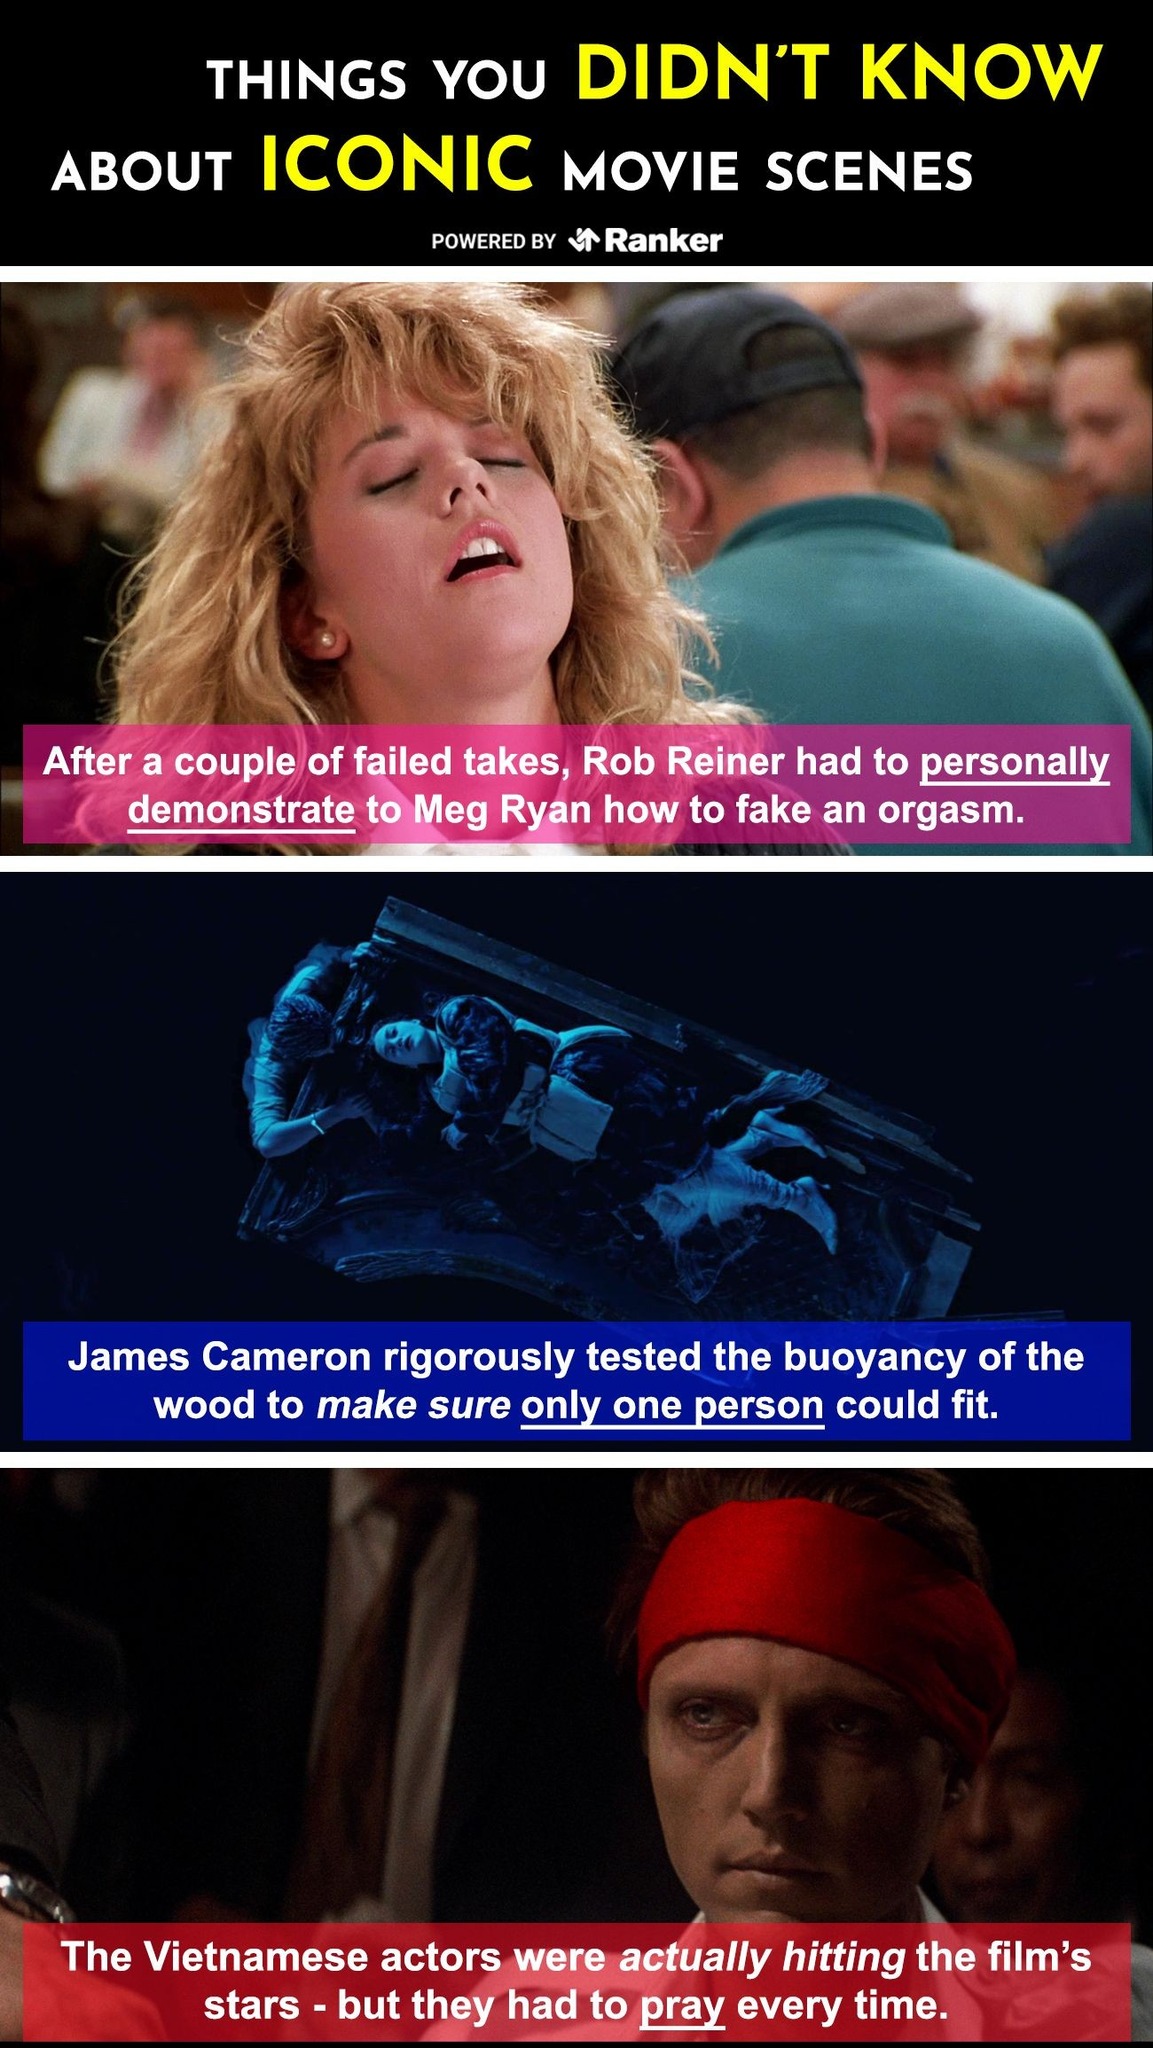 THINGS YOU DIDN'T KNOW
ABOUT ICONIC MOVIE SCENES
POWERED BY Ranker
After a couple of failed takes, Rob Reiner had to personally
demonstrate to Meg Ryan how to fake an orgasm.
James Cameron rigorously tested the buoyancy of the
wood to make sure only one person could fit.
The Vietnamese actors were actually hitting the film's
stars - but they had to pray every time.